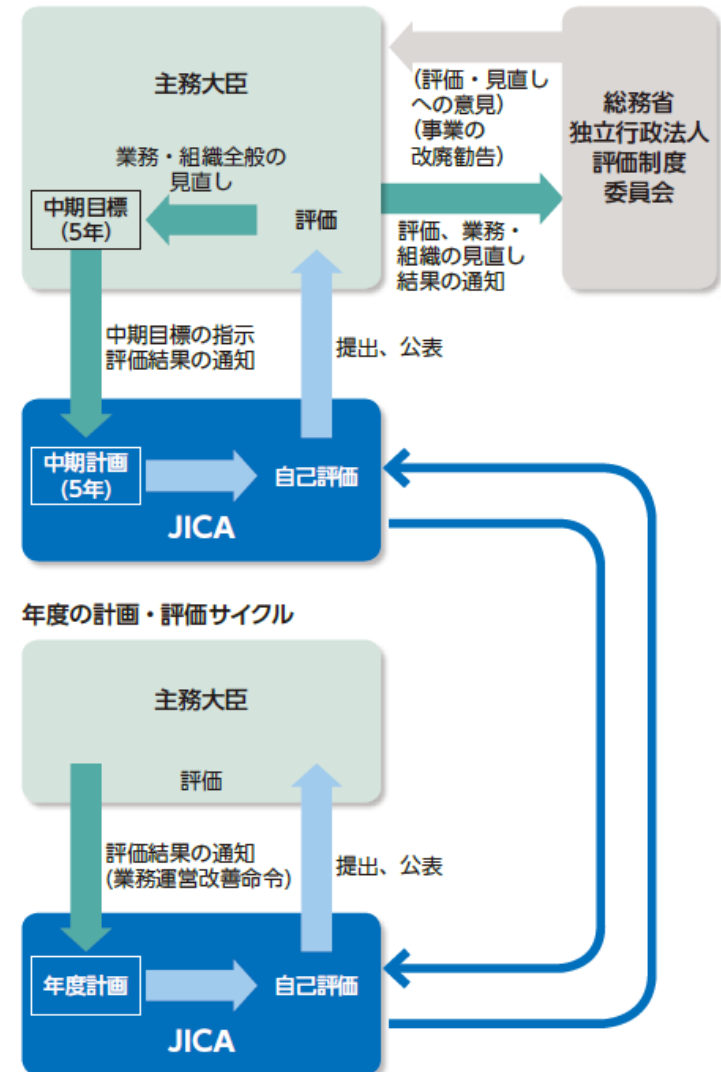 主務大臣
業務・組織全般の
見直し
中期目標
(5年)
評価
(評価・見直し
への意見)
(事業の
改廃勧告)
評価、業務・
組織の見直し
結果の通知
総務省
独立行政法人
評価制度
委員会
中期目標の指示
評価結果の通知
提出、公表
中期計画
(5年)
自己評価
JICA
年度の計画・評価サイクル
主務大臣
評価
評価結果の通知
(業務運営改善命令)
提出、公表
年度計画
自己評価
JICA